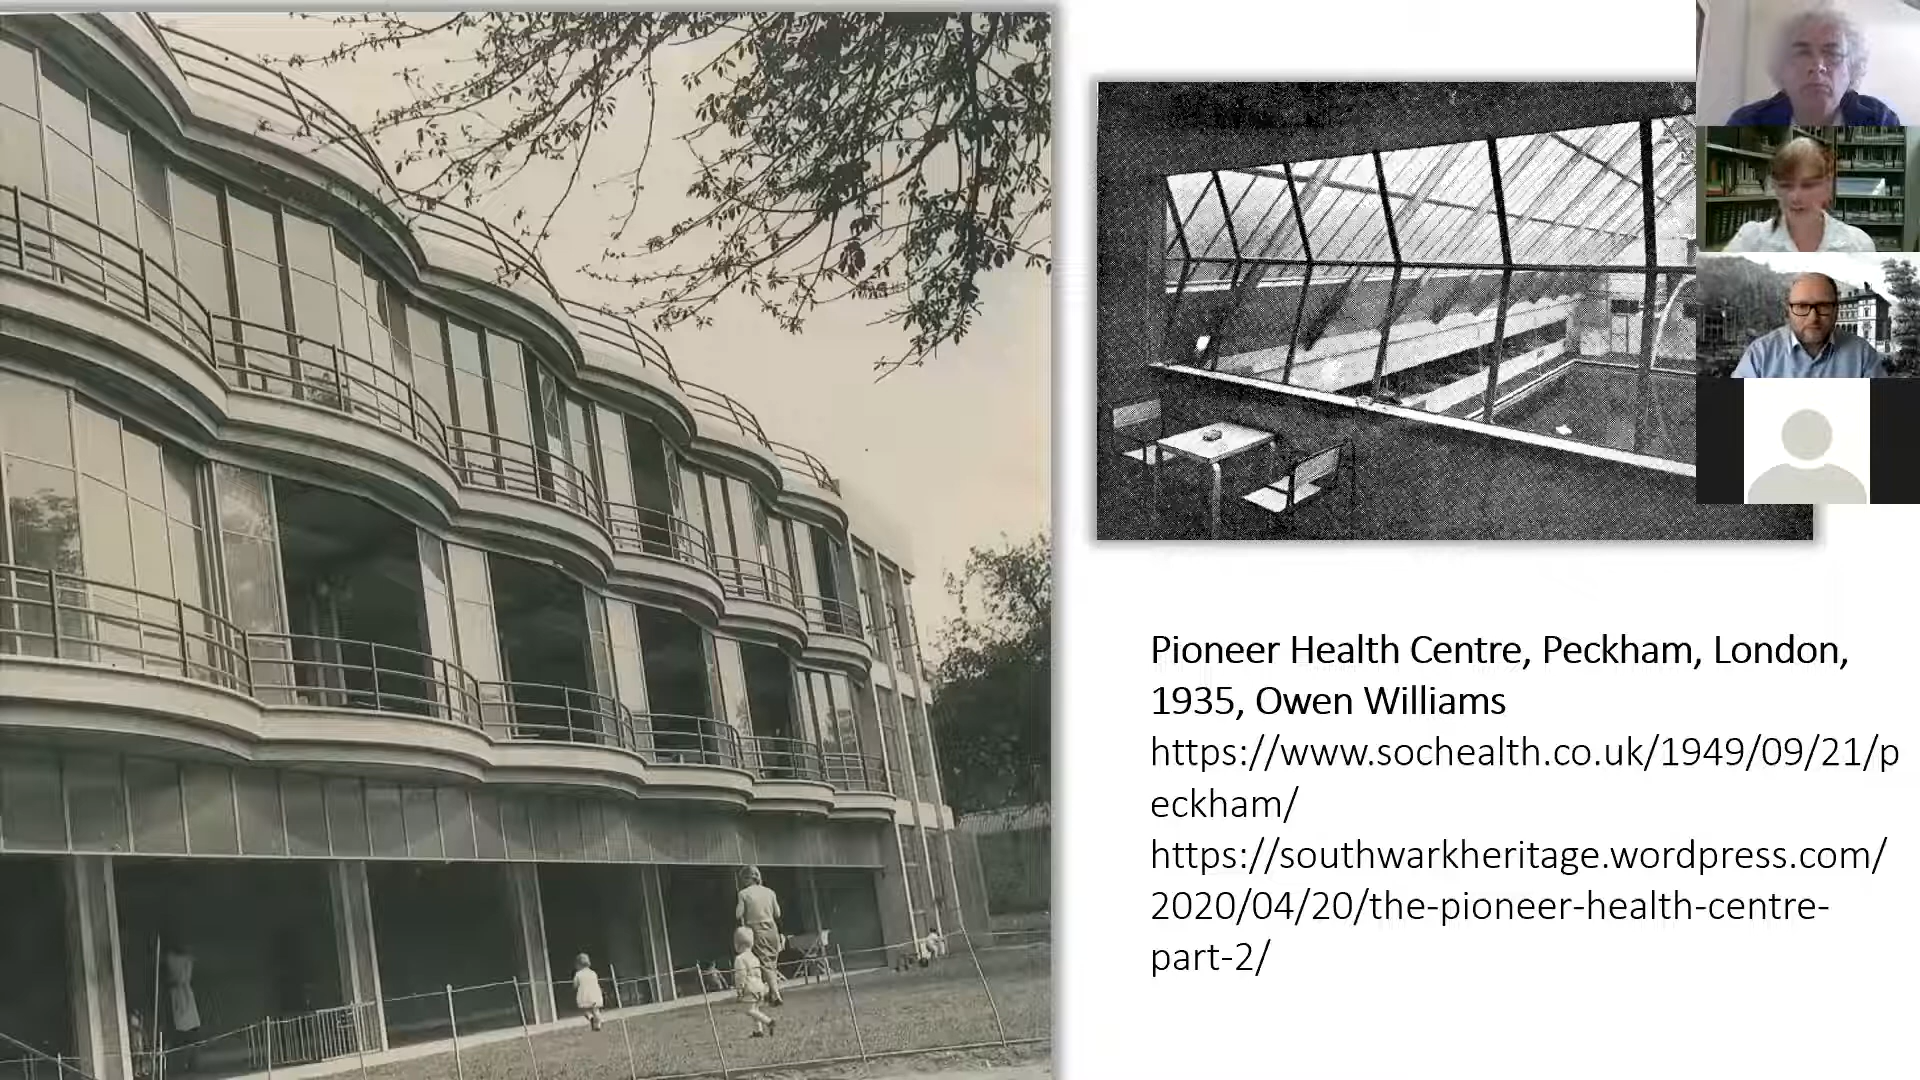 Pioneer Health Centre, Peckham, London,
1935, Owen Williams
https://www.sochealth.co.uk/1949/09/21/p
eckham/
https://southwarkheritage.wordpress.com/
2020/04/20/the-pioneer-health-centre-
part-2/